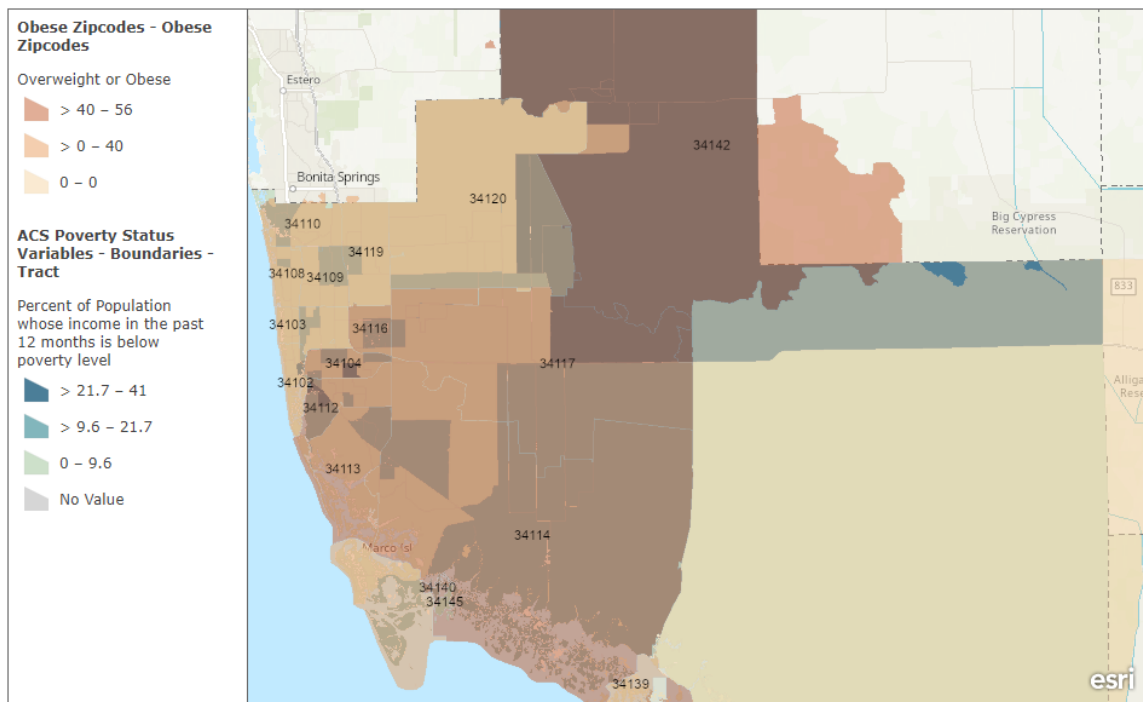 Obese Zipcodes - Obese
Zipcodes
Overweight or Obese
> 40 – 56
> 0 – 40
0 – 0
ACS Poverty Status
Variables - Boundaries -
Tract
Percent of Population
whose income in the past
12 months is below
poverty level
> 21.7 – 41
> 9.6 – 21.7
0 – 9.6
No Value
Estero
Bonita Springs
34142
34120
Big Cypress
Reservation
34110
34119
34108
34109
833
34103
34116
34104
34117
34102
Alliga
Rese
34112
34113
34114
Marco Isl
34140
34145
34139
esri